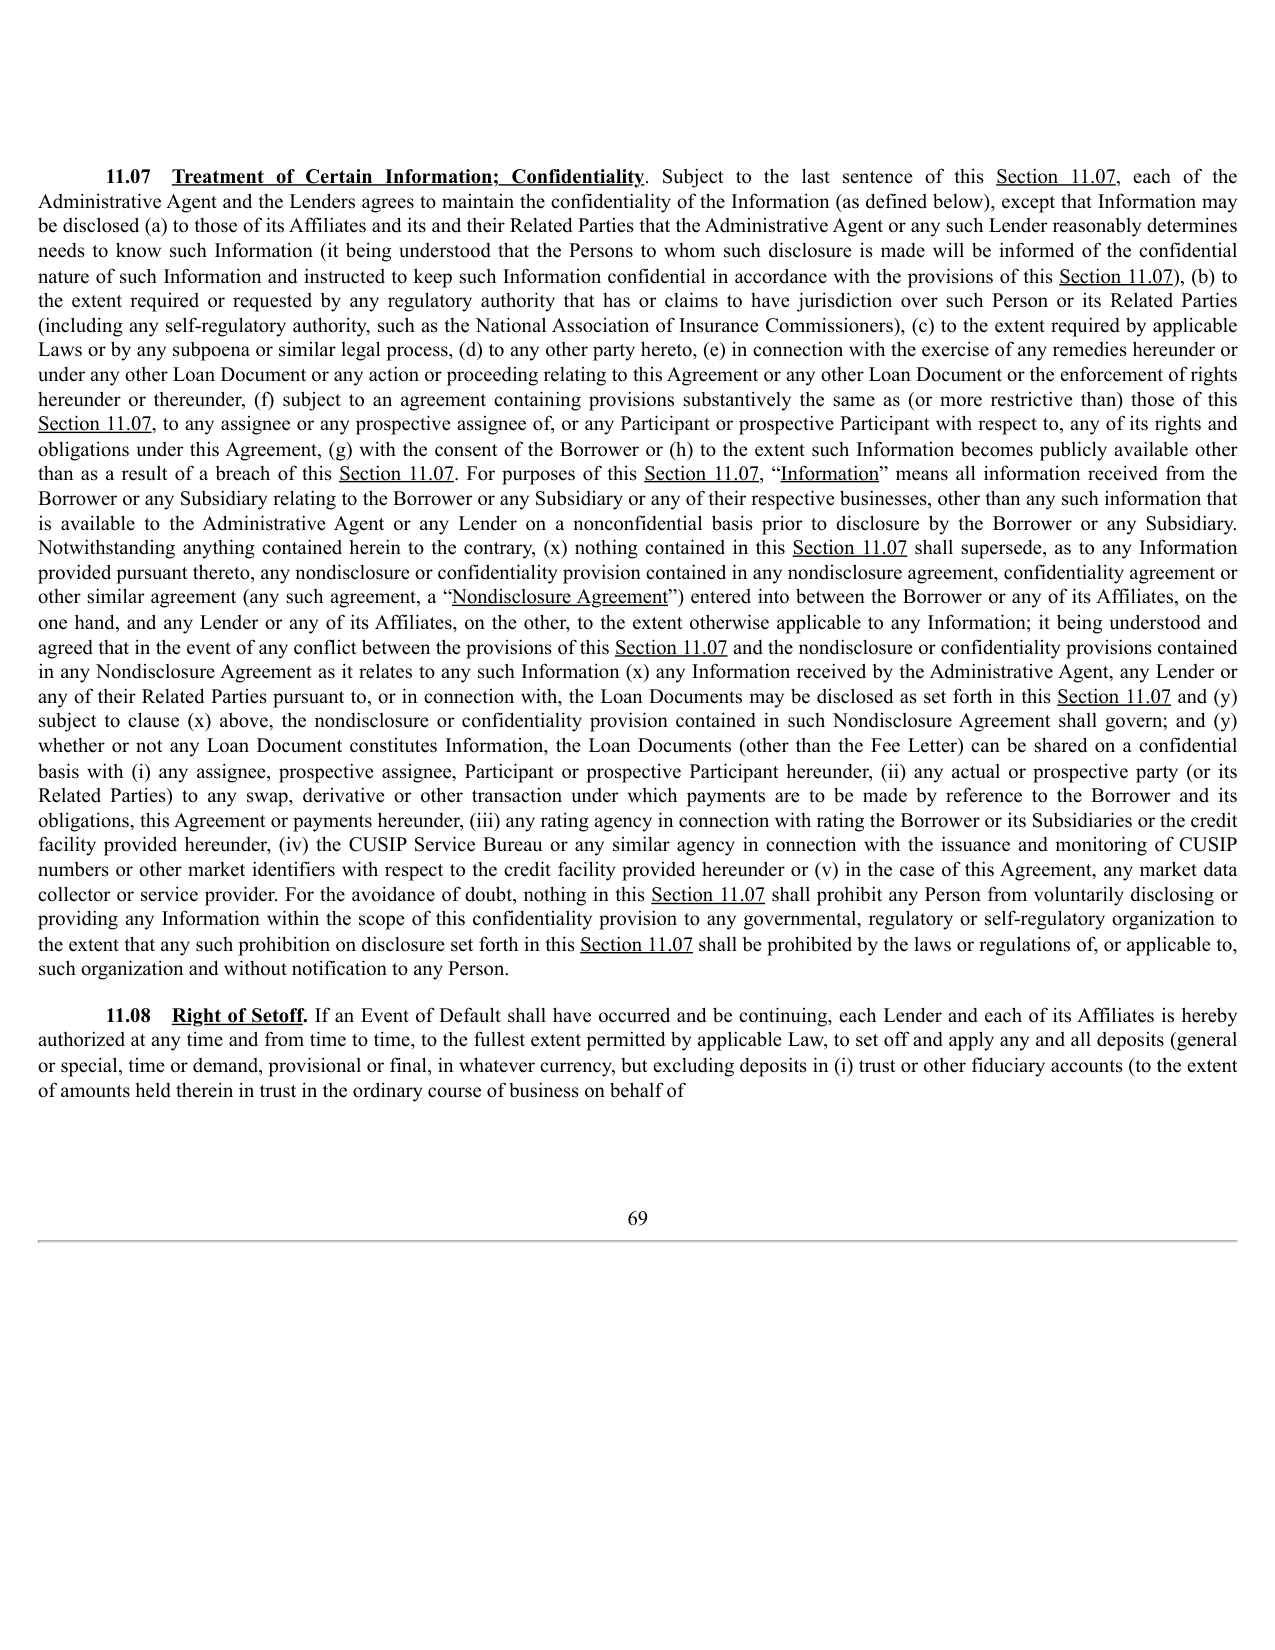 11.07 Treatment of Certain Information; Confidentiality. Subject to the last sentence of this Section 11.07, each of the
Administrative Agent and the Lenders agrees to maintain the confidentiality of the Information (as defined below), except that Information may
be disclosed (a) to those of its Affiliates and its and their Related Parties that the Administrative Agent or any such Lender reasonably determines
needs to know such Information (it being understood that the Persons to whom such disclosure is made will be informed of the confidential
nature of such Information and instructed to keep such Information confidential in accordance with the provisions of this Section 11.07), (b) to
the extent required or requested by any regulatory authority that has or claims to have jurisdiction over such Person or its Related Parties
(including any self-regulatory authority, such as the National Association of Insurance Commissioners), (c) to the extent required by applicable
Laws or by any subpoena or similar legal process, (d) to any other party hereto, (e) in connection with the exercise of any remedies hereunder or
under any other Loan Document or any action or proceeding relating to this Agreement or any other Loan Document or the enforcement of rights
hereunder or thereunder, (f) subject to an agreement containing provisions substantively the same as (or more restrictive than) those of this
Section 11.07, to any assignee or any prospective assignee of, or any Participant or prospective Participant with respect to, any of its rights and
obligations under this Agreement, (g) with the consent of the Borrower or (h) to the extent such Information becomes publicly available other
than as a result of a breach of this Section 11.07. For purposes of this Section 11.07, “Information” means all information received from the
Borrower or any Subsidiary relating to the Borrower or any Subsidiary or any of their respective businesses, other than any such information that
is available to the Administrative Agent or any Lender on a nonconfidential basis prior to disclosure by the Borrower or any Subsidiary.
Notwithstanding anything contained herein to the contrary, (x) nothing contained in this Section 11.07 shall supersede, as to any Information
provided pursuant thereto, any nondisclosure or confidentiality provision contained in any nondisclosure agreement, confidentiality agreement or
other similar agreement (any such agreement, a “Nondisclosure Agreement”) entered into between the Borrower or any of its Affiliates, on the
one hand, and any Lender or any of its Affiliates, on the other, to the extent otherwise applicable to any Information; it being understood and
agreed that in the event of any conflict between the provisions of this Section 11.07 and the nondisclosure or confidentiality provisions contained
in any Nondisclosure Agreement as it relates to any such Information (x) any Information received by the Administrative Agent, any Lender or
any of their Related Parties pursuant to, or in connection with, the Loan Documents may be disclosed as set forth in this Section 11.07 and (y)
subject to clause (x) above, the nondisclosure or confidentiality provision contained in such Nondisclosure Agreement shall govern; and (y)
whether or not any Loan Document constitutes Information, the Loan Documents (other than the Fee Letter) can be shared on a confidential
basis with (i) any assignee, prospective assignee, Participant or prospective Participant hereunder, (ii) any actual or prospective party (or its
Related Parties) to any swap, derivative or other transaction under which payments are to be made by reference to the Borrower and its
obligations, this Agreement or payments hereunder, (iii) any rating agency in connection with rating the Borrower or its Subsidiaries or the credit
facility provided hereunder, (iv) the CUSIP Service Bureau or any similar agency in connection with the issuance and monitoring of CUSIP
numbers or other market identifiers with respect to the credit facility provided hereunder or (v) in the case of this Agreement, any market data
collector or service provider. For the avoidance of doubt, nothing in this Section 11.07 shall prohibit any Person from voluntarily disclosing or
providing any Information within the scope of this confidentiality provision to any governmental, regulatory or self-regulatory organization to
the extent that any such prohibition on disclosure set forth in this Section 11.07 shall be prohibited by the laws or regulations of, or applicable to,
such organization and without notification to any Person.
11.08 Right of Setoff. If an Event of Default shall have occurred and be continuing, each Lender and each of its Affiliates is hereby
authorized at any time and from time to time, to the fullest extent permitted by applicable Law, to set off and apply any and all deposits (general
or special, time or demand, provisional or final, in whatever currency, but excluding deposits in (i) trust or other fiduciary accounts (to the extent
of amounts held therein in trust in the ordinary course of business on behalf of
69